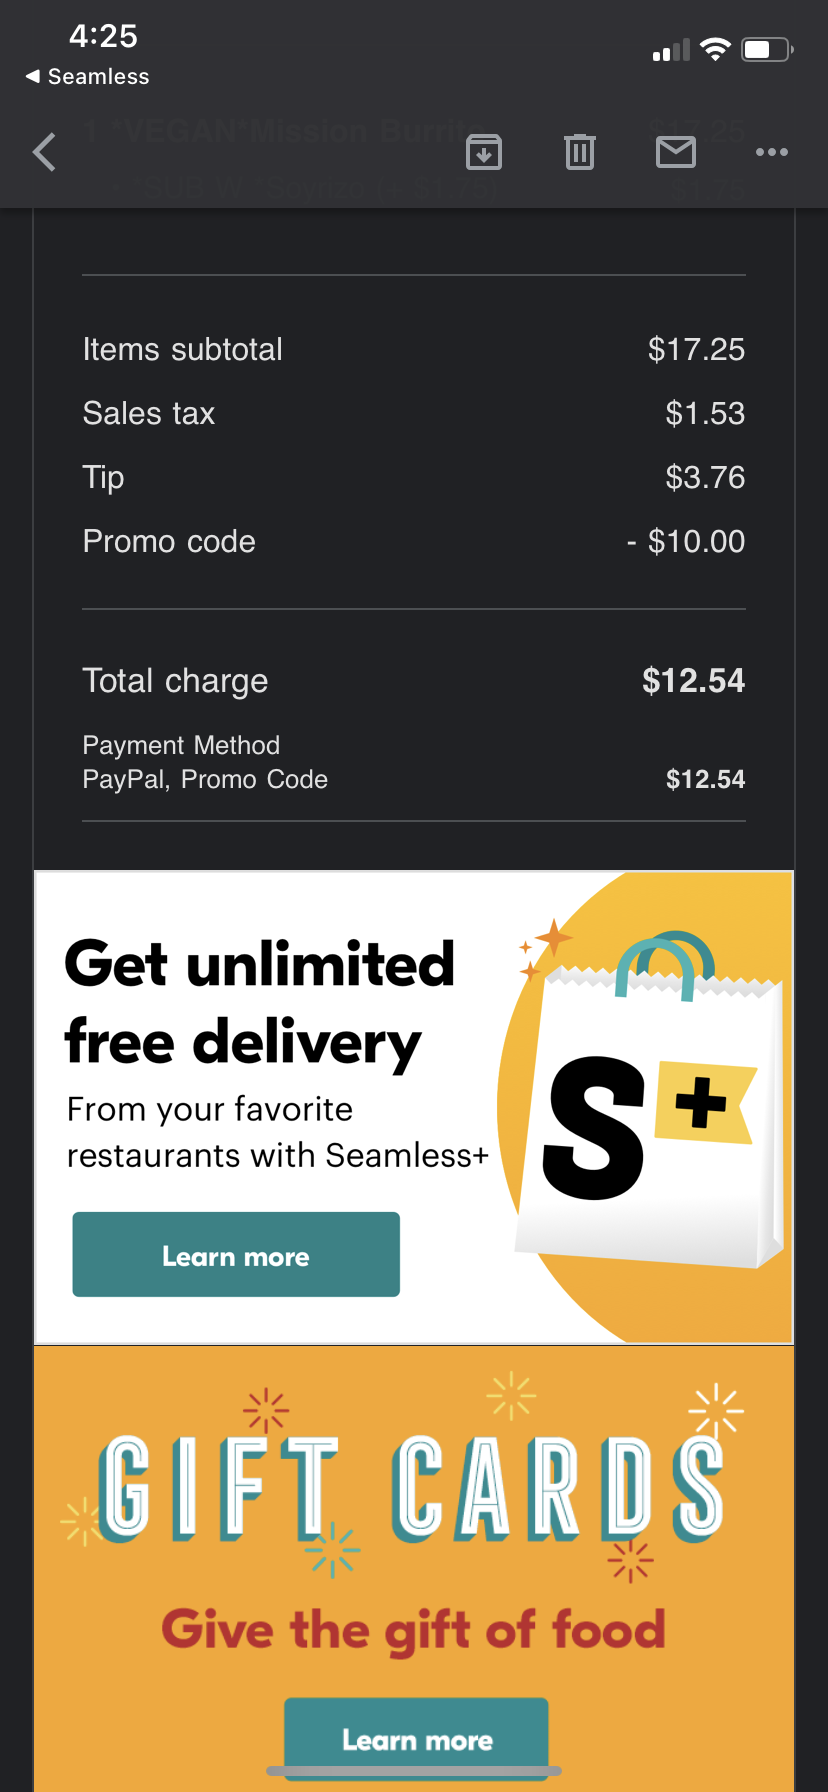 4:25
Seamless
1 *VEGAN*Mission Burrito $17.25
• *SUB W *Soyrizo (+ $1.75) $1.75
Items subtotal $17.25
Sales tax $1.53
Tip $3.76
Promo code - $10.00
Total charge $12.54
Payment Method
PayPal, Promo Code $12.54
Get unlimited
free delivery
From your favorite
restaurants with Seamless+
Learn more
S+
GIFT CARDS
Give the gift of food
Learn more